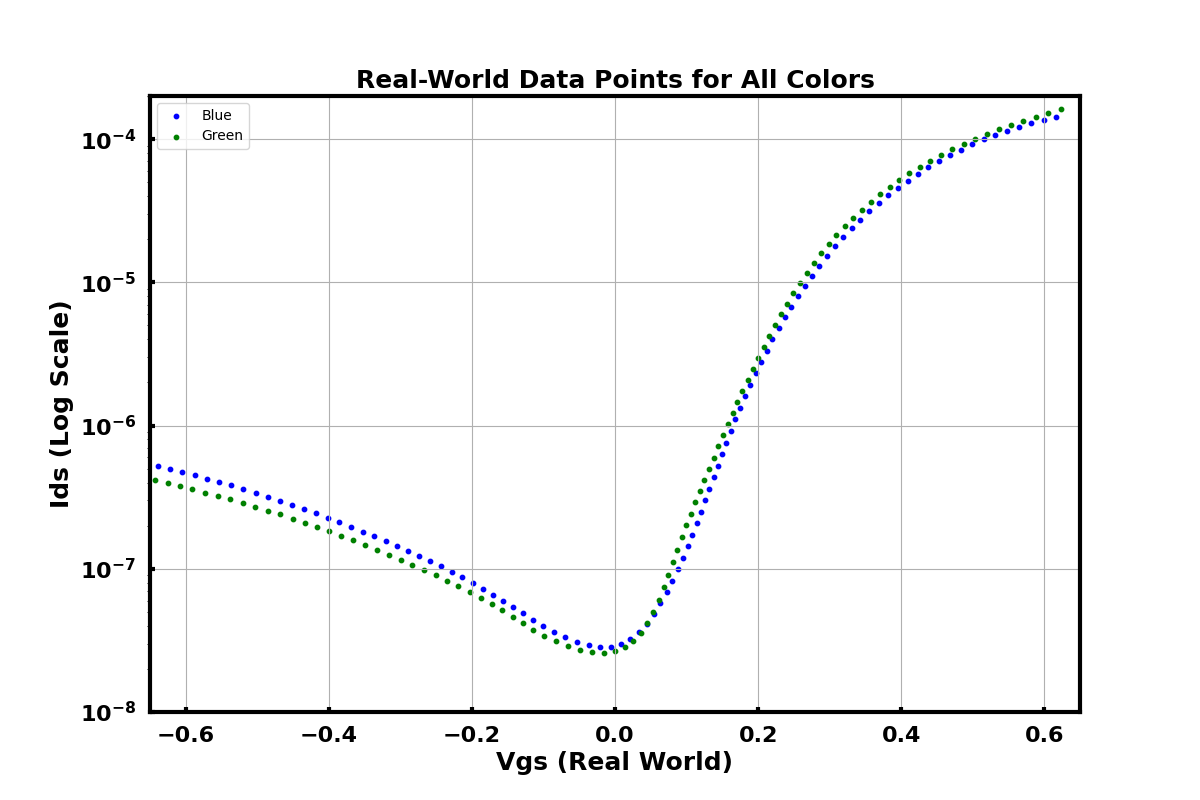 Real-World Data Points for All Colors
Blue
Green
10⁻⁴
10⁻⁵
10⁻⁶
10⁻⁷
10⁻⁸
Ids (Log Scale)
−0.6 −0.4 −0.2 0.0 0.2 0.4 0.6
Vgs (Real World)